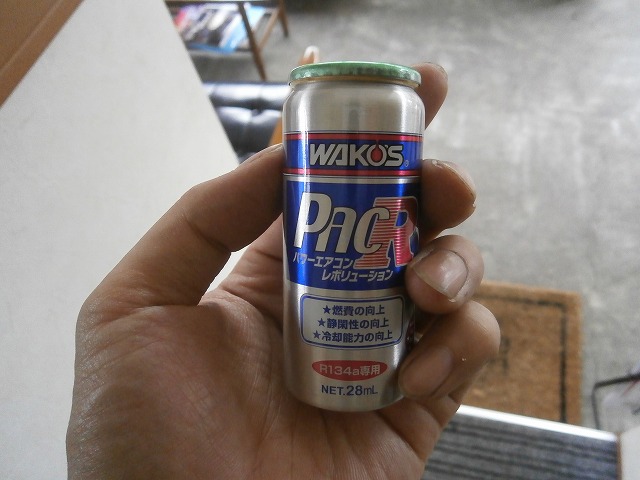 WAKO'S
PAC R
パワーエアコン
レボリューション
★燃費の向上
★静閑性の向上
★冷却能力の向上
R134a専用
NET.28mL